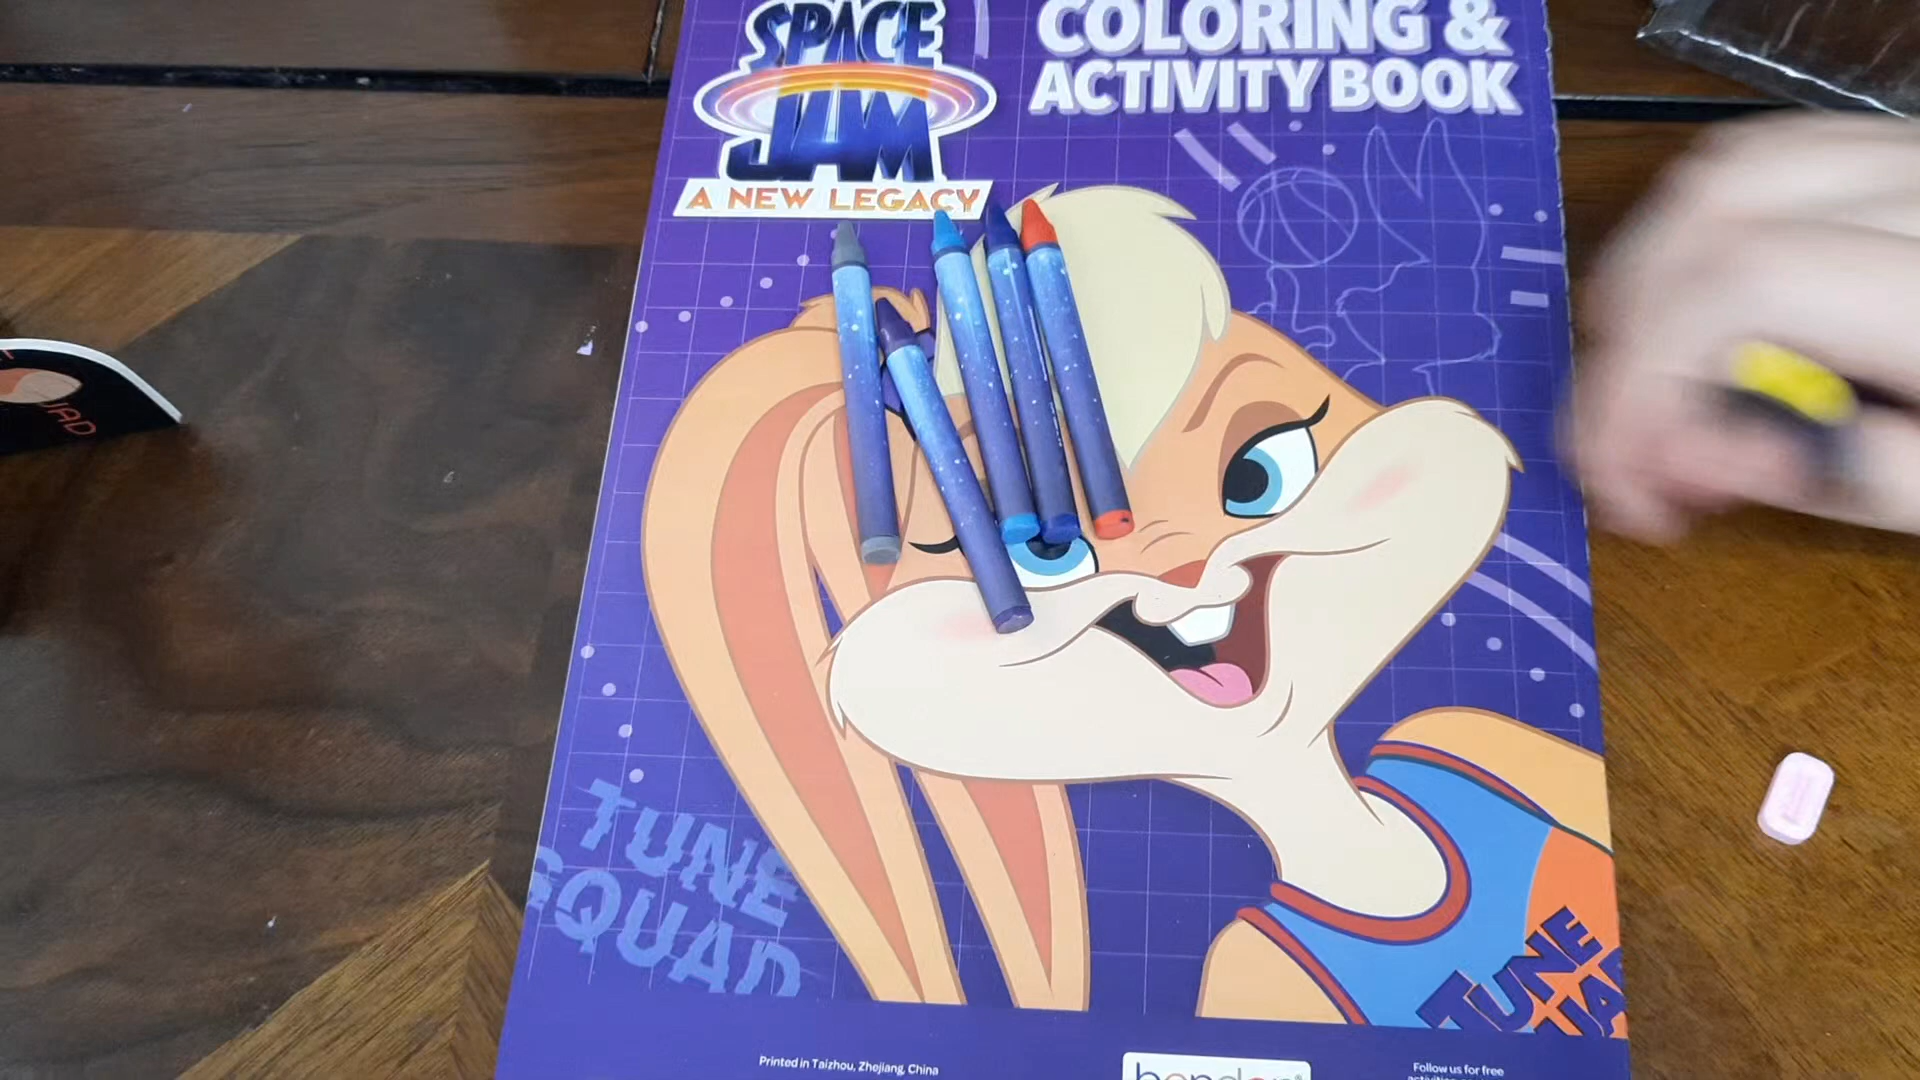 SPACE
JAM
A NEW LEGACY
COLORING &
ACTIVITY BOOK
TUNE
SQUAD
TUNE
Printed in Taizhou, Zhejiang, China
bendon®
Follow us for free